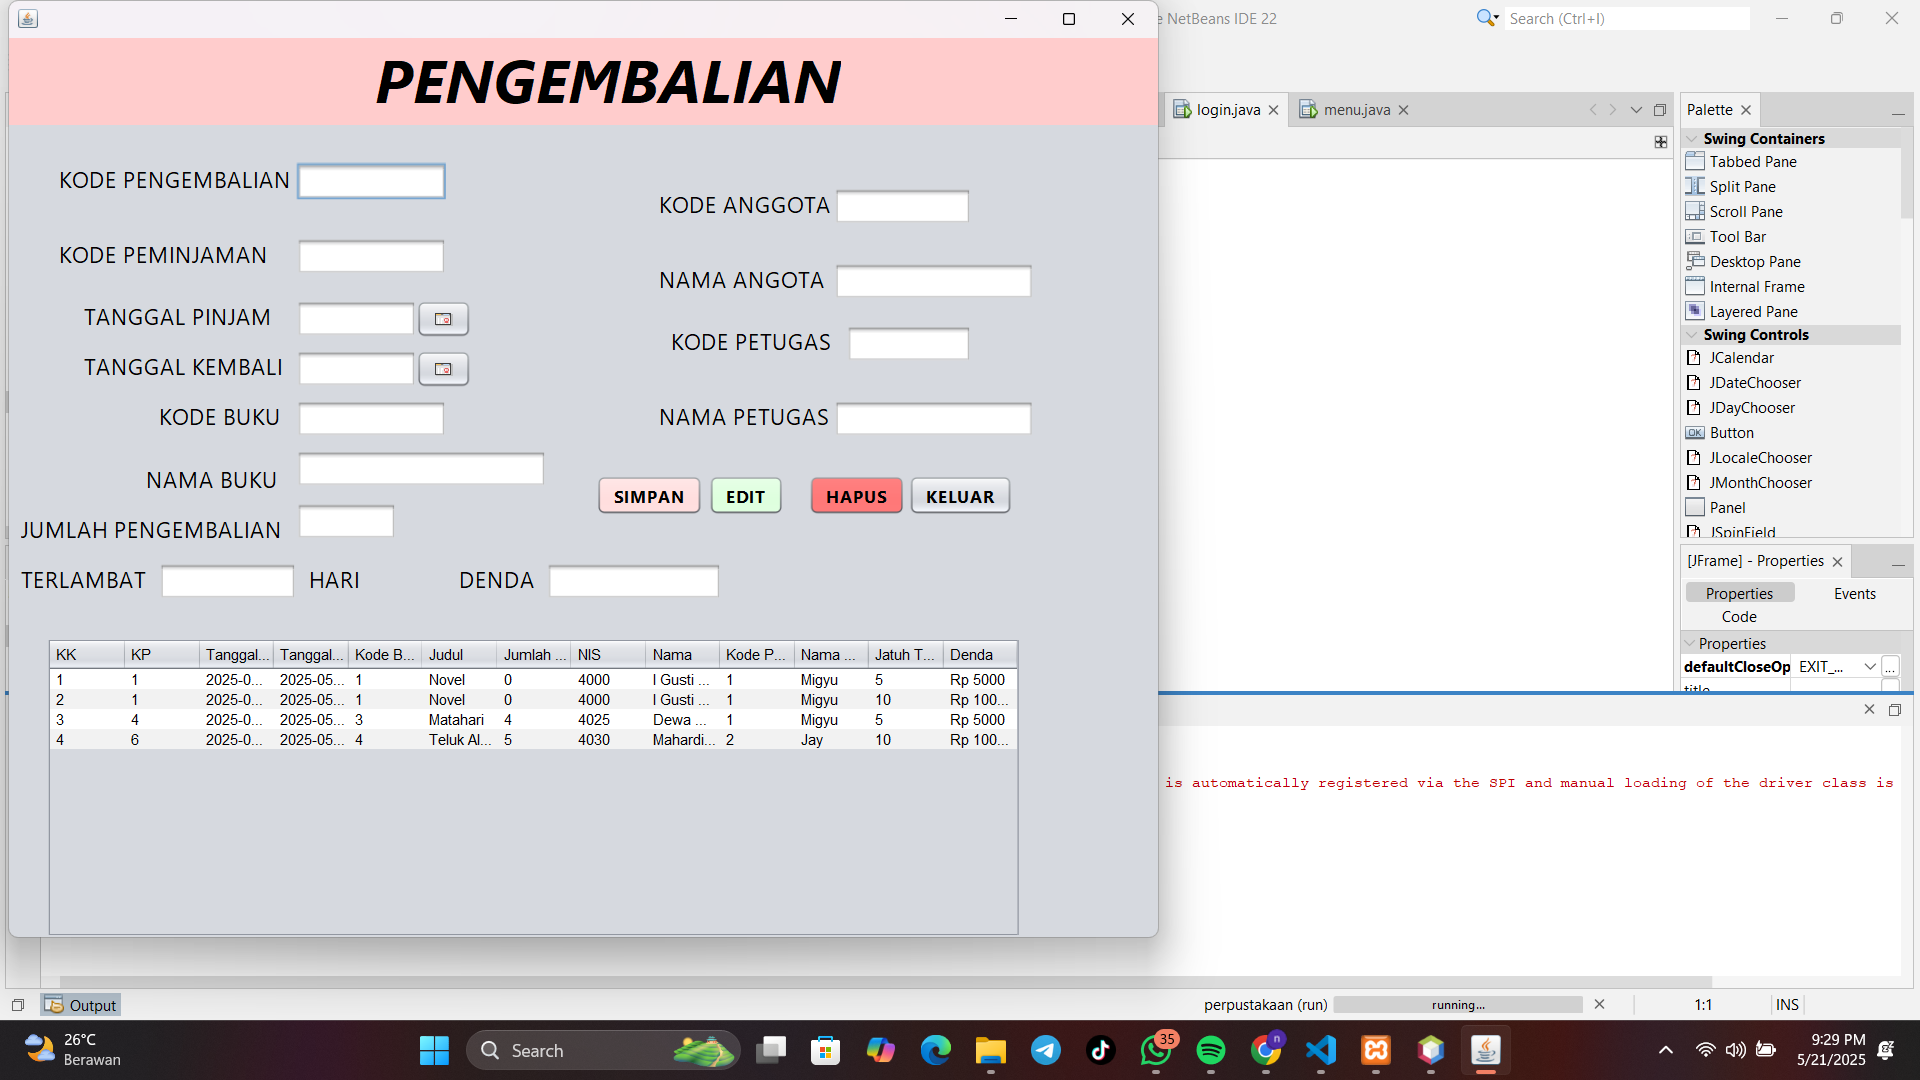 PENGEMBALIAN
KODE PENGEMBALIAN
KODE PEMINJAMAN
TANGGAL PINJAM
TANGGAL KEMBALI
KODE BUKU
NAMA BUKU
JUMLAH PENGEMBALIAN
TERLAMBAT HARI DENDA
KODE ANGGOTA
NAMA ANGOTA
KODE PETUGAS
NAMA PETUGAS
SIMPAN EDIT HAPUS KELUAR
KK KP Tanggal... Tanggal... Kode B... Judul Jumlah ... NIS Nama Kode P... Nama ... Jatuh T... Denda
1 1 2025-0... 2025-05... 1 Novel 0 4000 I Gusti ... 1 Migyu 5 Rp 5000
2 1 2025-0... 2025-05... 1 Novel 0 4000 I Gusti ... 1 Migyu 10 Rp 100...
3 4 2025-0... 2025-05... 3 Matahari 4 4025 Dewa ... 1 Migyu 5 Rp 5000
4 6 2025-0... 2025-05... 4 Teluk Al... 5 4030 Mahardi... 2 Jay 10 Rp 100...
NetBeans IDE 22
Search (Ctrl+I)
login.java menu.java
Palette
Swing Containers
Tabbed Pane
Split Pane
Scroll Pane
Tool Bar
Desktop Pane
Internal Frame
Layered Pane
Swing Controls
JCalendar
JDateChooser
JDayChooser
Button
JLocaleChooser
JMonthChooser
Panel
JSpinField
[JFrame] - Properties
Properties Events
Code
Properties
defaultCloseOp EXIT_... ...
title
is automatically registered via the SPI and manual loading of the driver class is
Output
perpustakaan (run) running... 1:1 INS
26°C
Berawan
Search
35
n
9:29 PM
5/21/2025